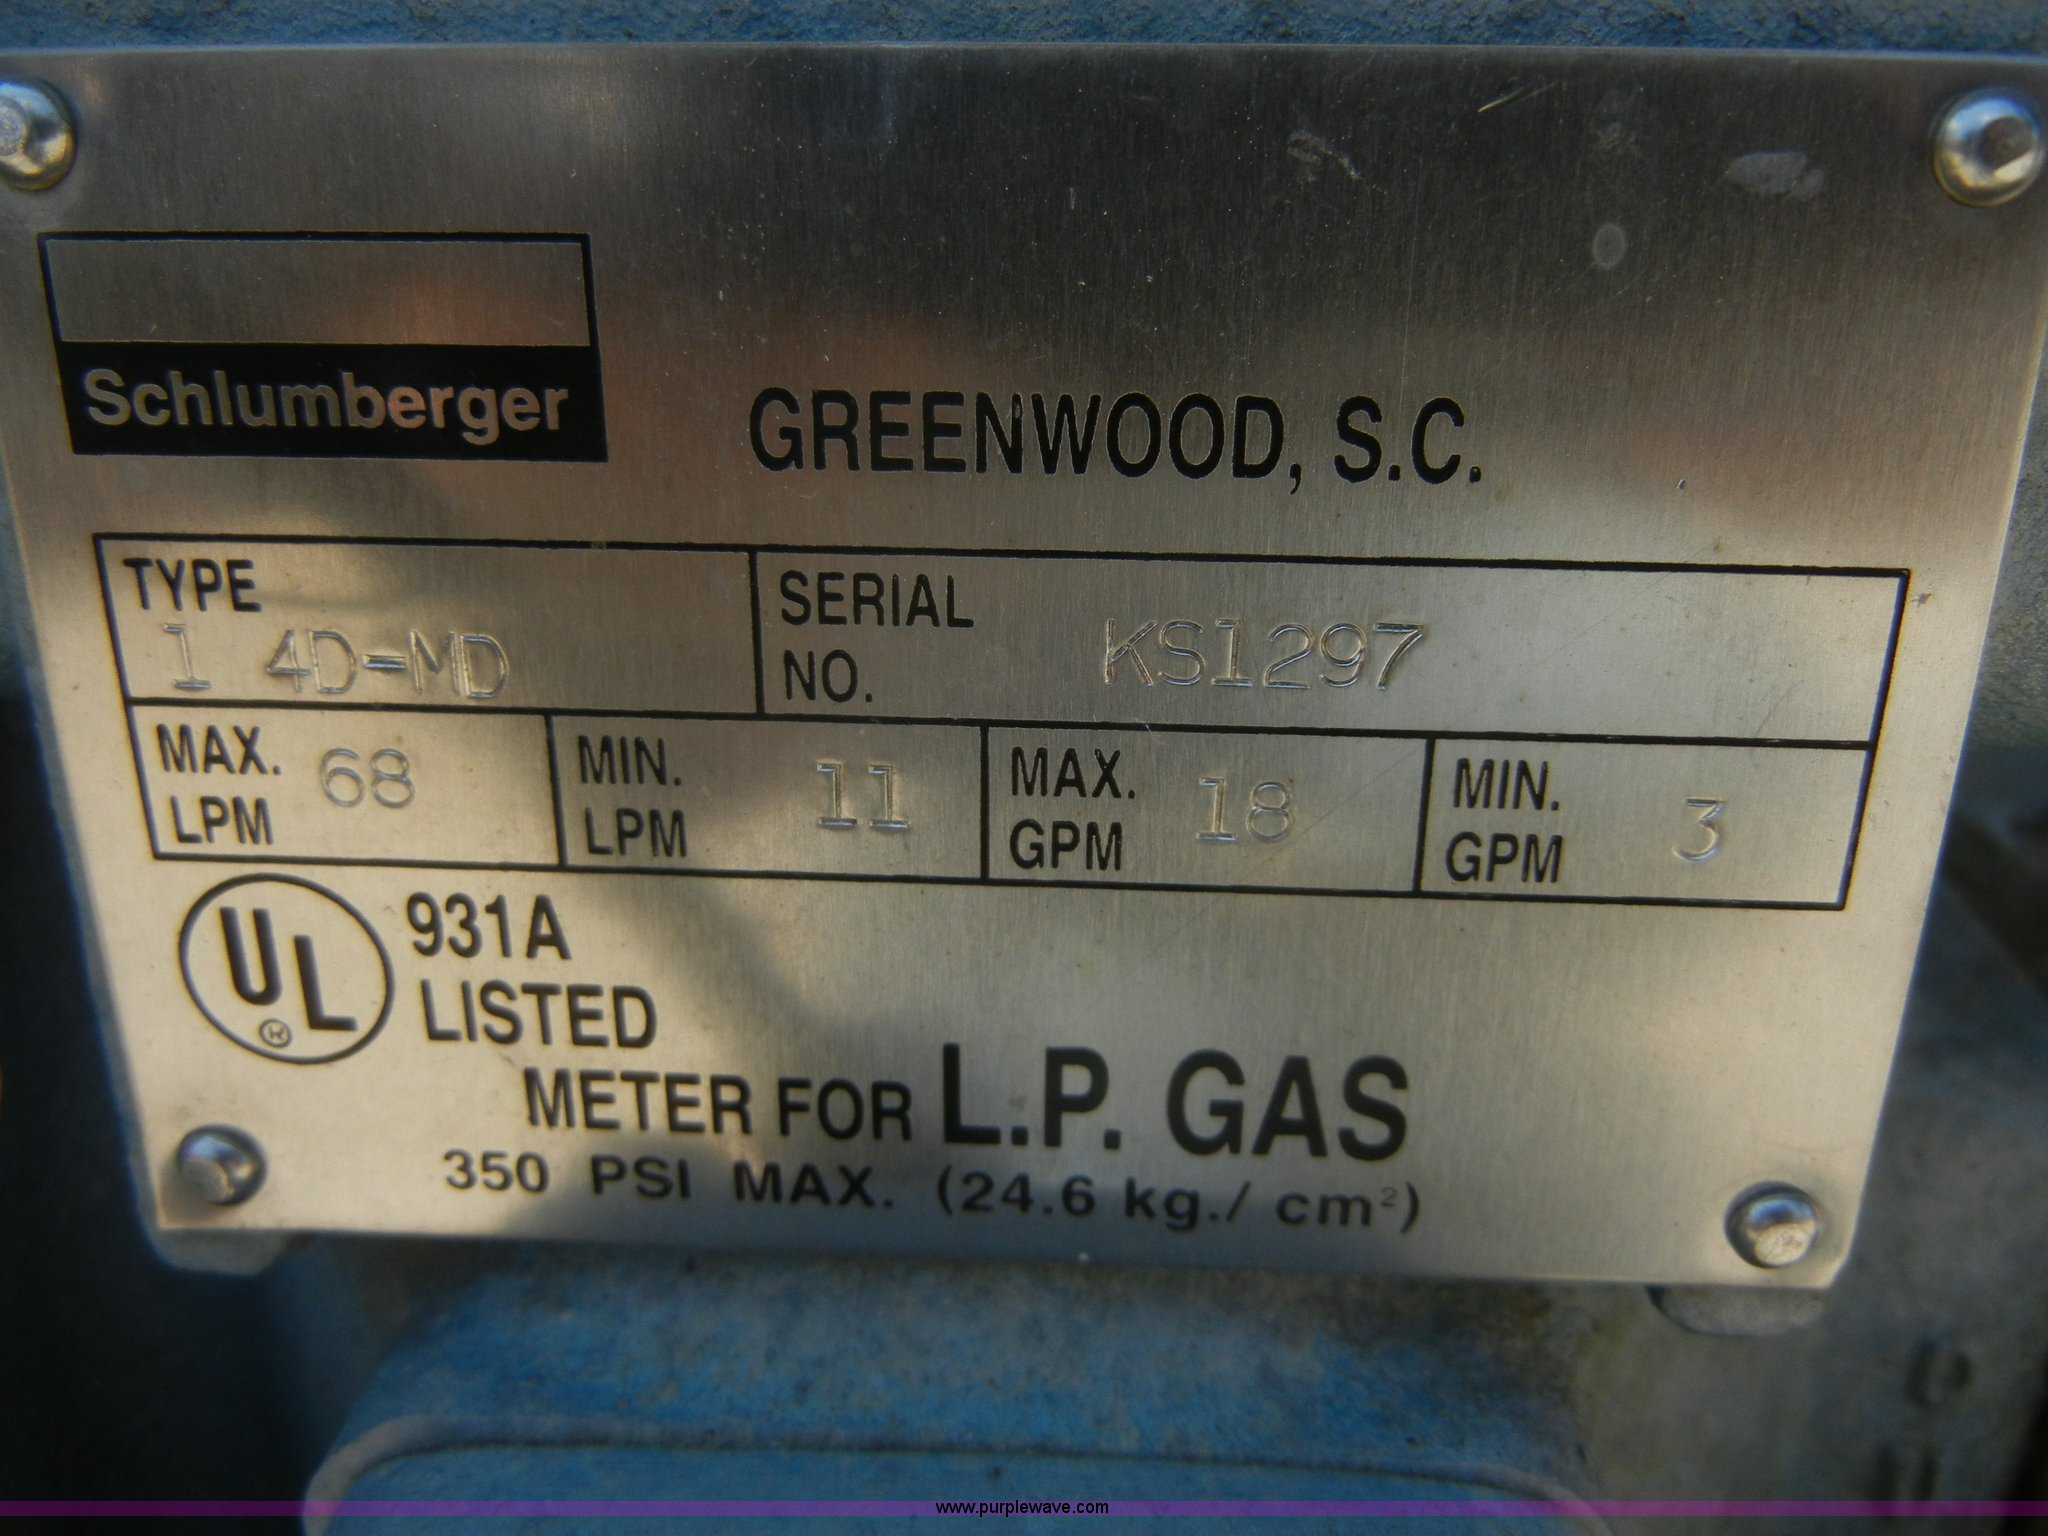 Schlumberger
GREENWOOD, S.C.
TYPE
1 4D-MD
SERIAL
NO.
KS1297
MAX.
LPM
68
MIN.
LPM
11
MAX.
GPM
18
MIN.
GPM
3
UL
®
931A
LISTED
METER FOR L.P. GAS
350 PSI MAX. (24.6 kg./ cm²)
www.purplewave.com